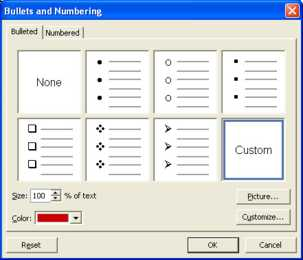 Bullets and Numbering
Bulleted
Numbered
None
Custom
Size: 100 % of text
Picture...
Color:
Customize...
Reset
OK
Cancel